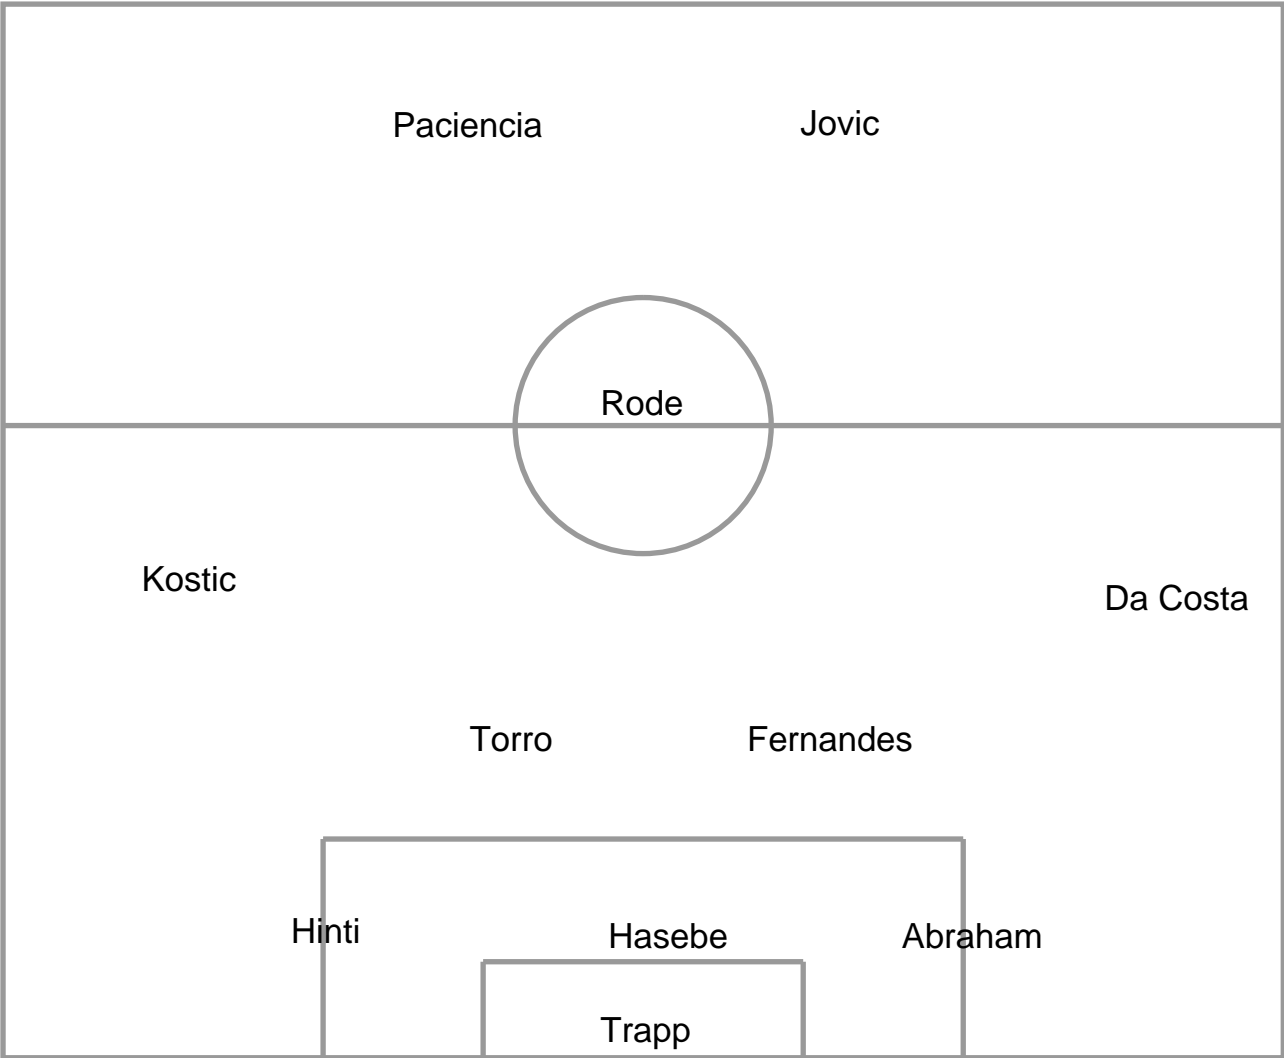 Paciencia
Jovic
Rode
Kostic
Da Costa
Torro
Fernandes
Hinti
Hasebe
Abraham
Trapp